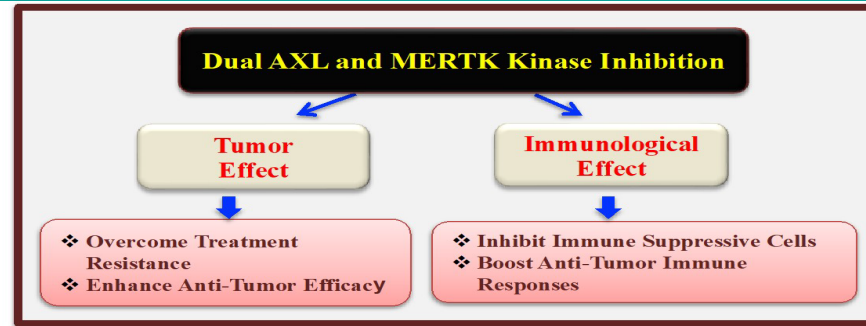 Dual AXL and MERTK Kinase Inhibition
Tumor
Effect
Immunological
Effect
❖ Overcome Treatment
Resistance
❖ Enhance Anti-Tumor Efficacy
❖ Inhibit Immune Suppressive Cells
❖ Boost Anti-Tumor Immune
Responses